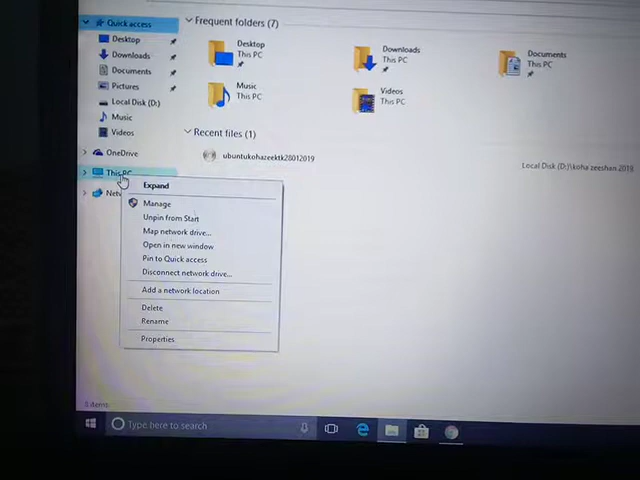 Quick access
Desktop
Downloads
Documents
Pictures
Local Disk (D:)
Music
Videos
OneDrive
This PC
Frequent folders (7)
Desktop
This PC
Downloads
This PC
Documents
This PC
Music
This PC
Videos
This PC
Recent files (1)
ubuntukohazeektk28012019
Local Disk (D:)\koha zeeshan 2019
Expand
Manage
Unpin from Start
Map network drive...
Open in new window
Pin to Quick access
Disconnect network drive...
Add a network location
Delete
Rename
Properties
items
Type here to search